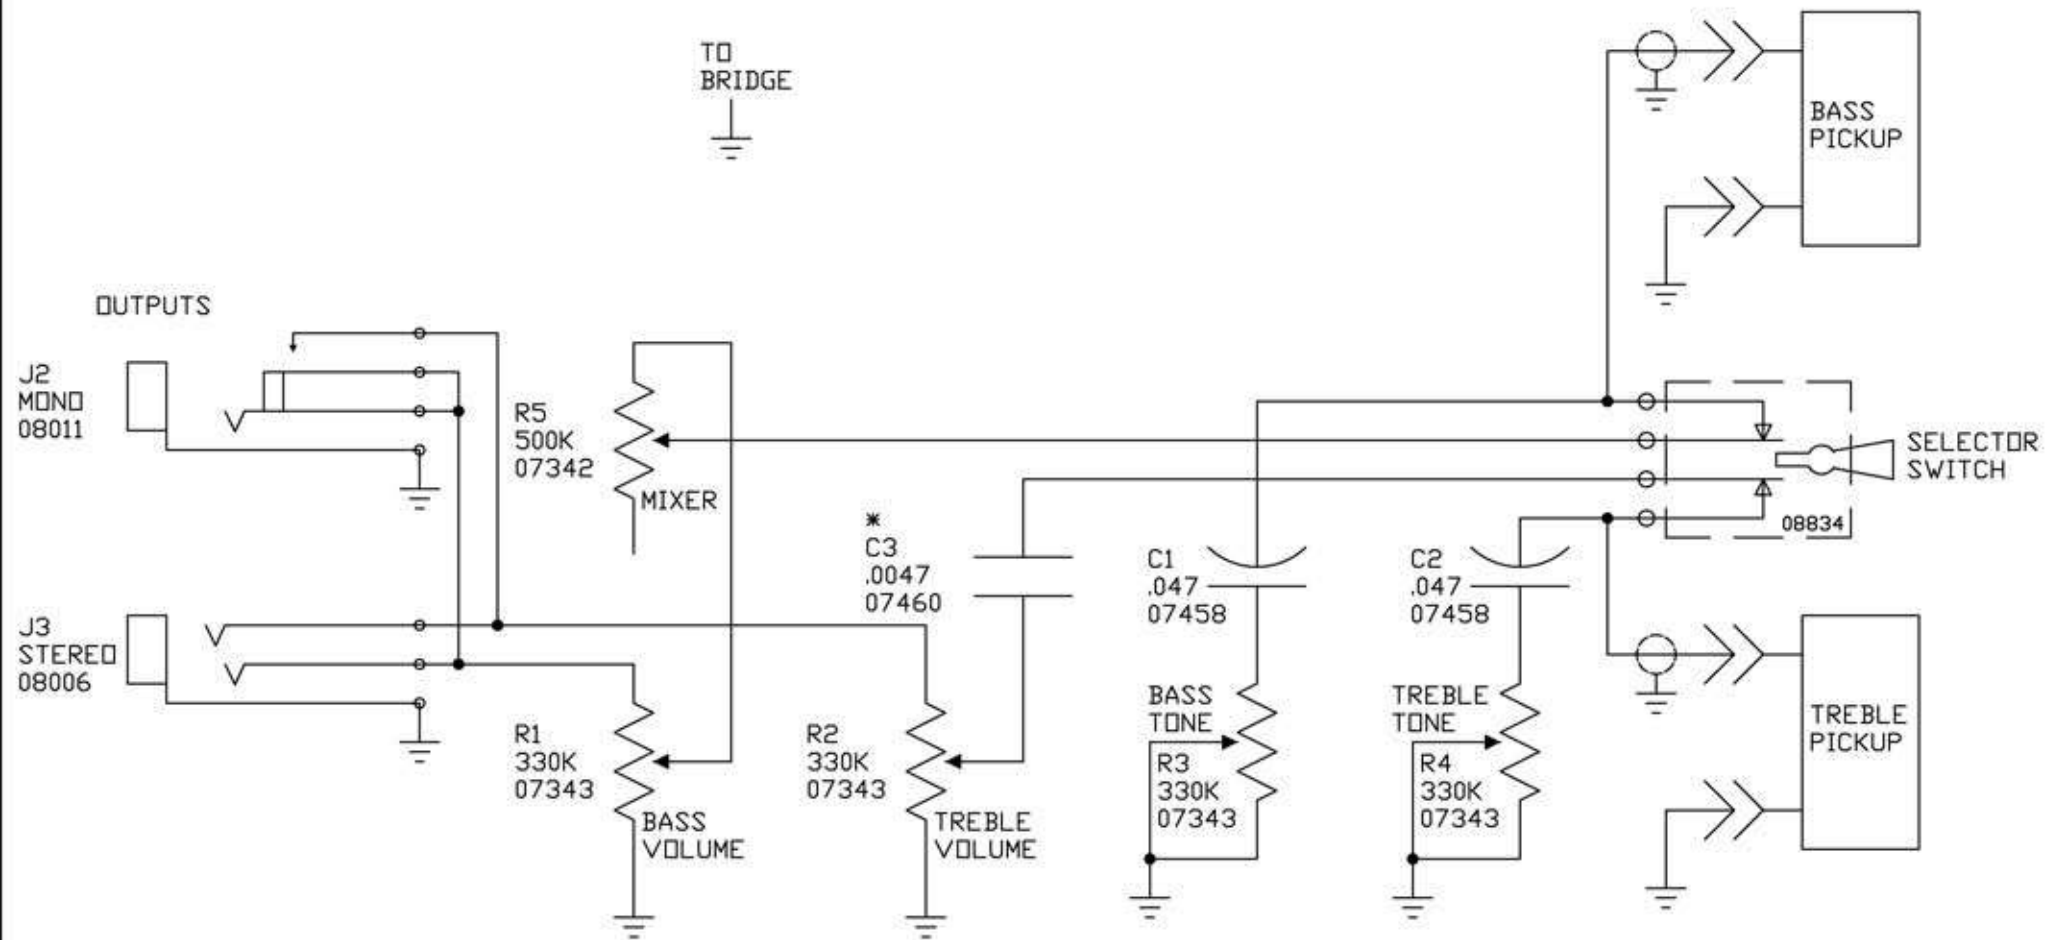 TO
BRIDGE
BASS
PICKUP
OUTPUTS
J2
MONO
08011
R5
500K
07342
MIXER
SELECTOR
SWITCH
08834
*
C3
.0047
07460
C1
.047
07458
C2
.047
07458
J3
STEREO
08006
R1
330K
07343
BASS
VOLUME
R2
330K
07343
TREBLE
VOLUME
BASS
TONE
R3
330K
07343
TREBLE
TONE
R4
330K
07343
TREBLE
PICKUP